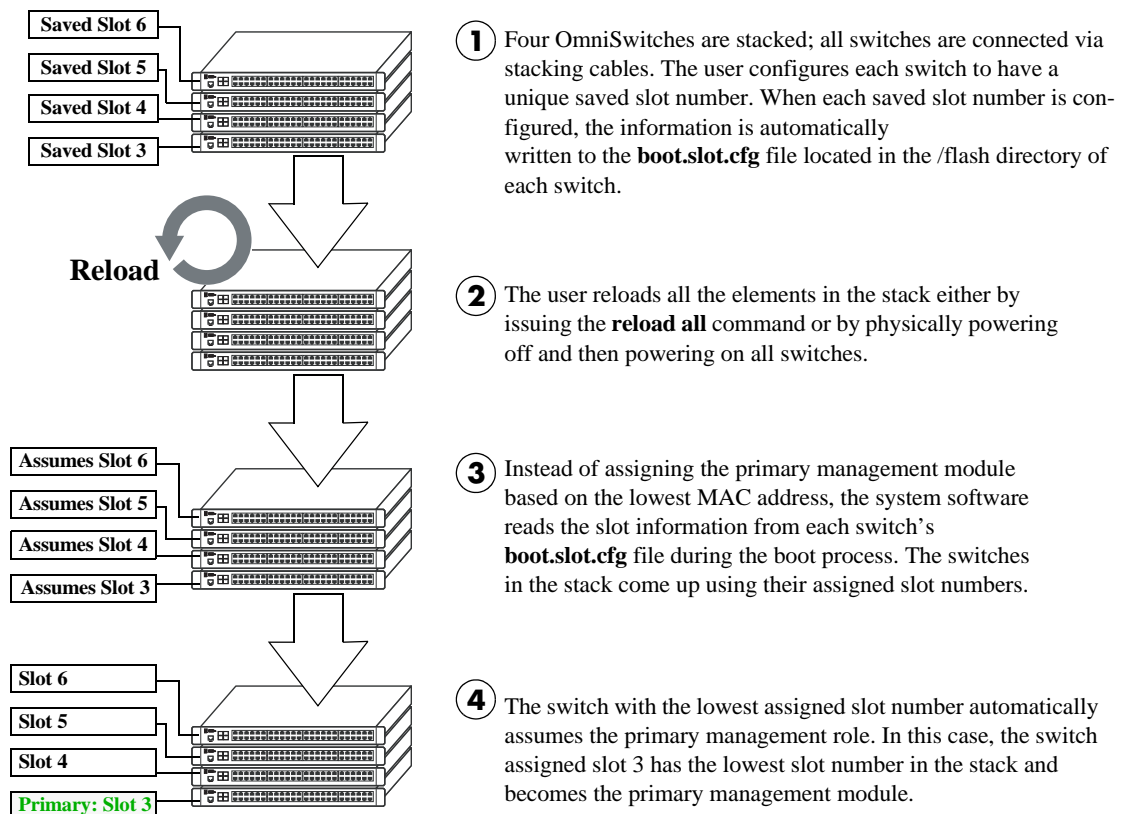 Saved Slot 6
Saved Slot 5
Saved Slot 4
Saved Slot 3
1 Four OmniSwitches are stacked; all switches are connected via
stacking cables. The user configures each switch to have a
unique saved slot number. When each saved slot number is con-
figured, the information is automatically
written to the boot.slot.cfg file located in the /flash directory of
each switch.
Reload
2 The user reloads all the elements in the stack either by
issuing the reload all command or by physically powering
off and then powering on all switches.
Assumes Slot 6
Assumes Slot 5
Assumes Slot 4
Assumes Slot 3
3 Instead of assigning the primary management module
based on the lowest MAC address, the system software
reads the slot information from each switch’s
boot.slot.cfg file during the boot process. The switches
in the stack come up using their assigned slot numbers.
Slot 6
Slot 5
Slot 4
Primary: Slot 3
4 The switch with the lowest assigned slot number automatically
assumes the primary management role. In this case, the switch
assigned slot 3 has the lowest slot number in the stack and
becomes the primary management module.